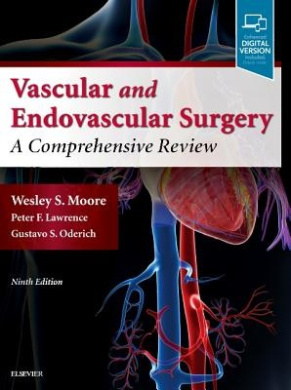 Enhanced
DIGITAL
VERSION
Included
Vascular and
Endovascular Surgery
A Comprehensive Review
Wesley S. Moore
Peter F. Lawrence
Gustavo S. Oderich
Ninth Edition
ELSEVIER